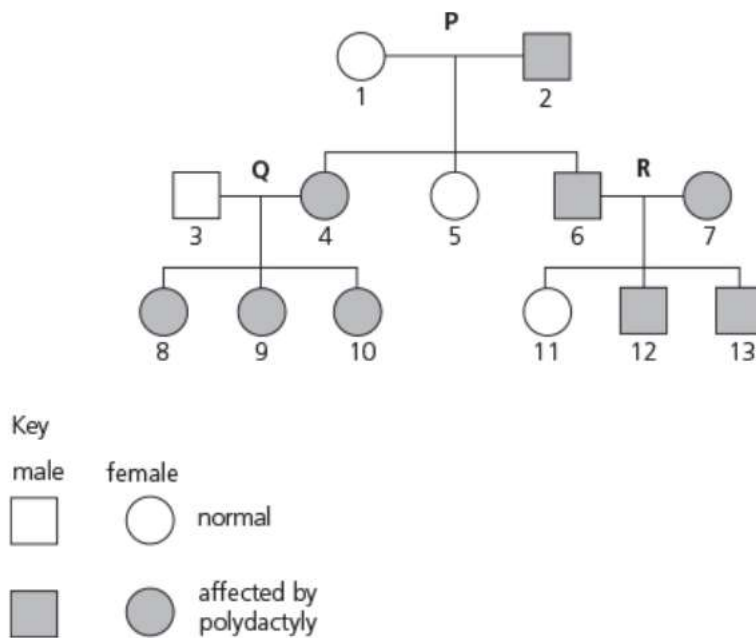 P
1 2
Q R
3 4 5 6 7
8 9 10 11 12 13
Key
male female
normal
affected by
polydactyly